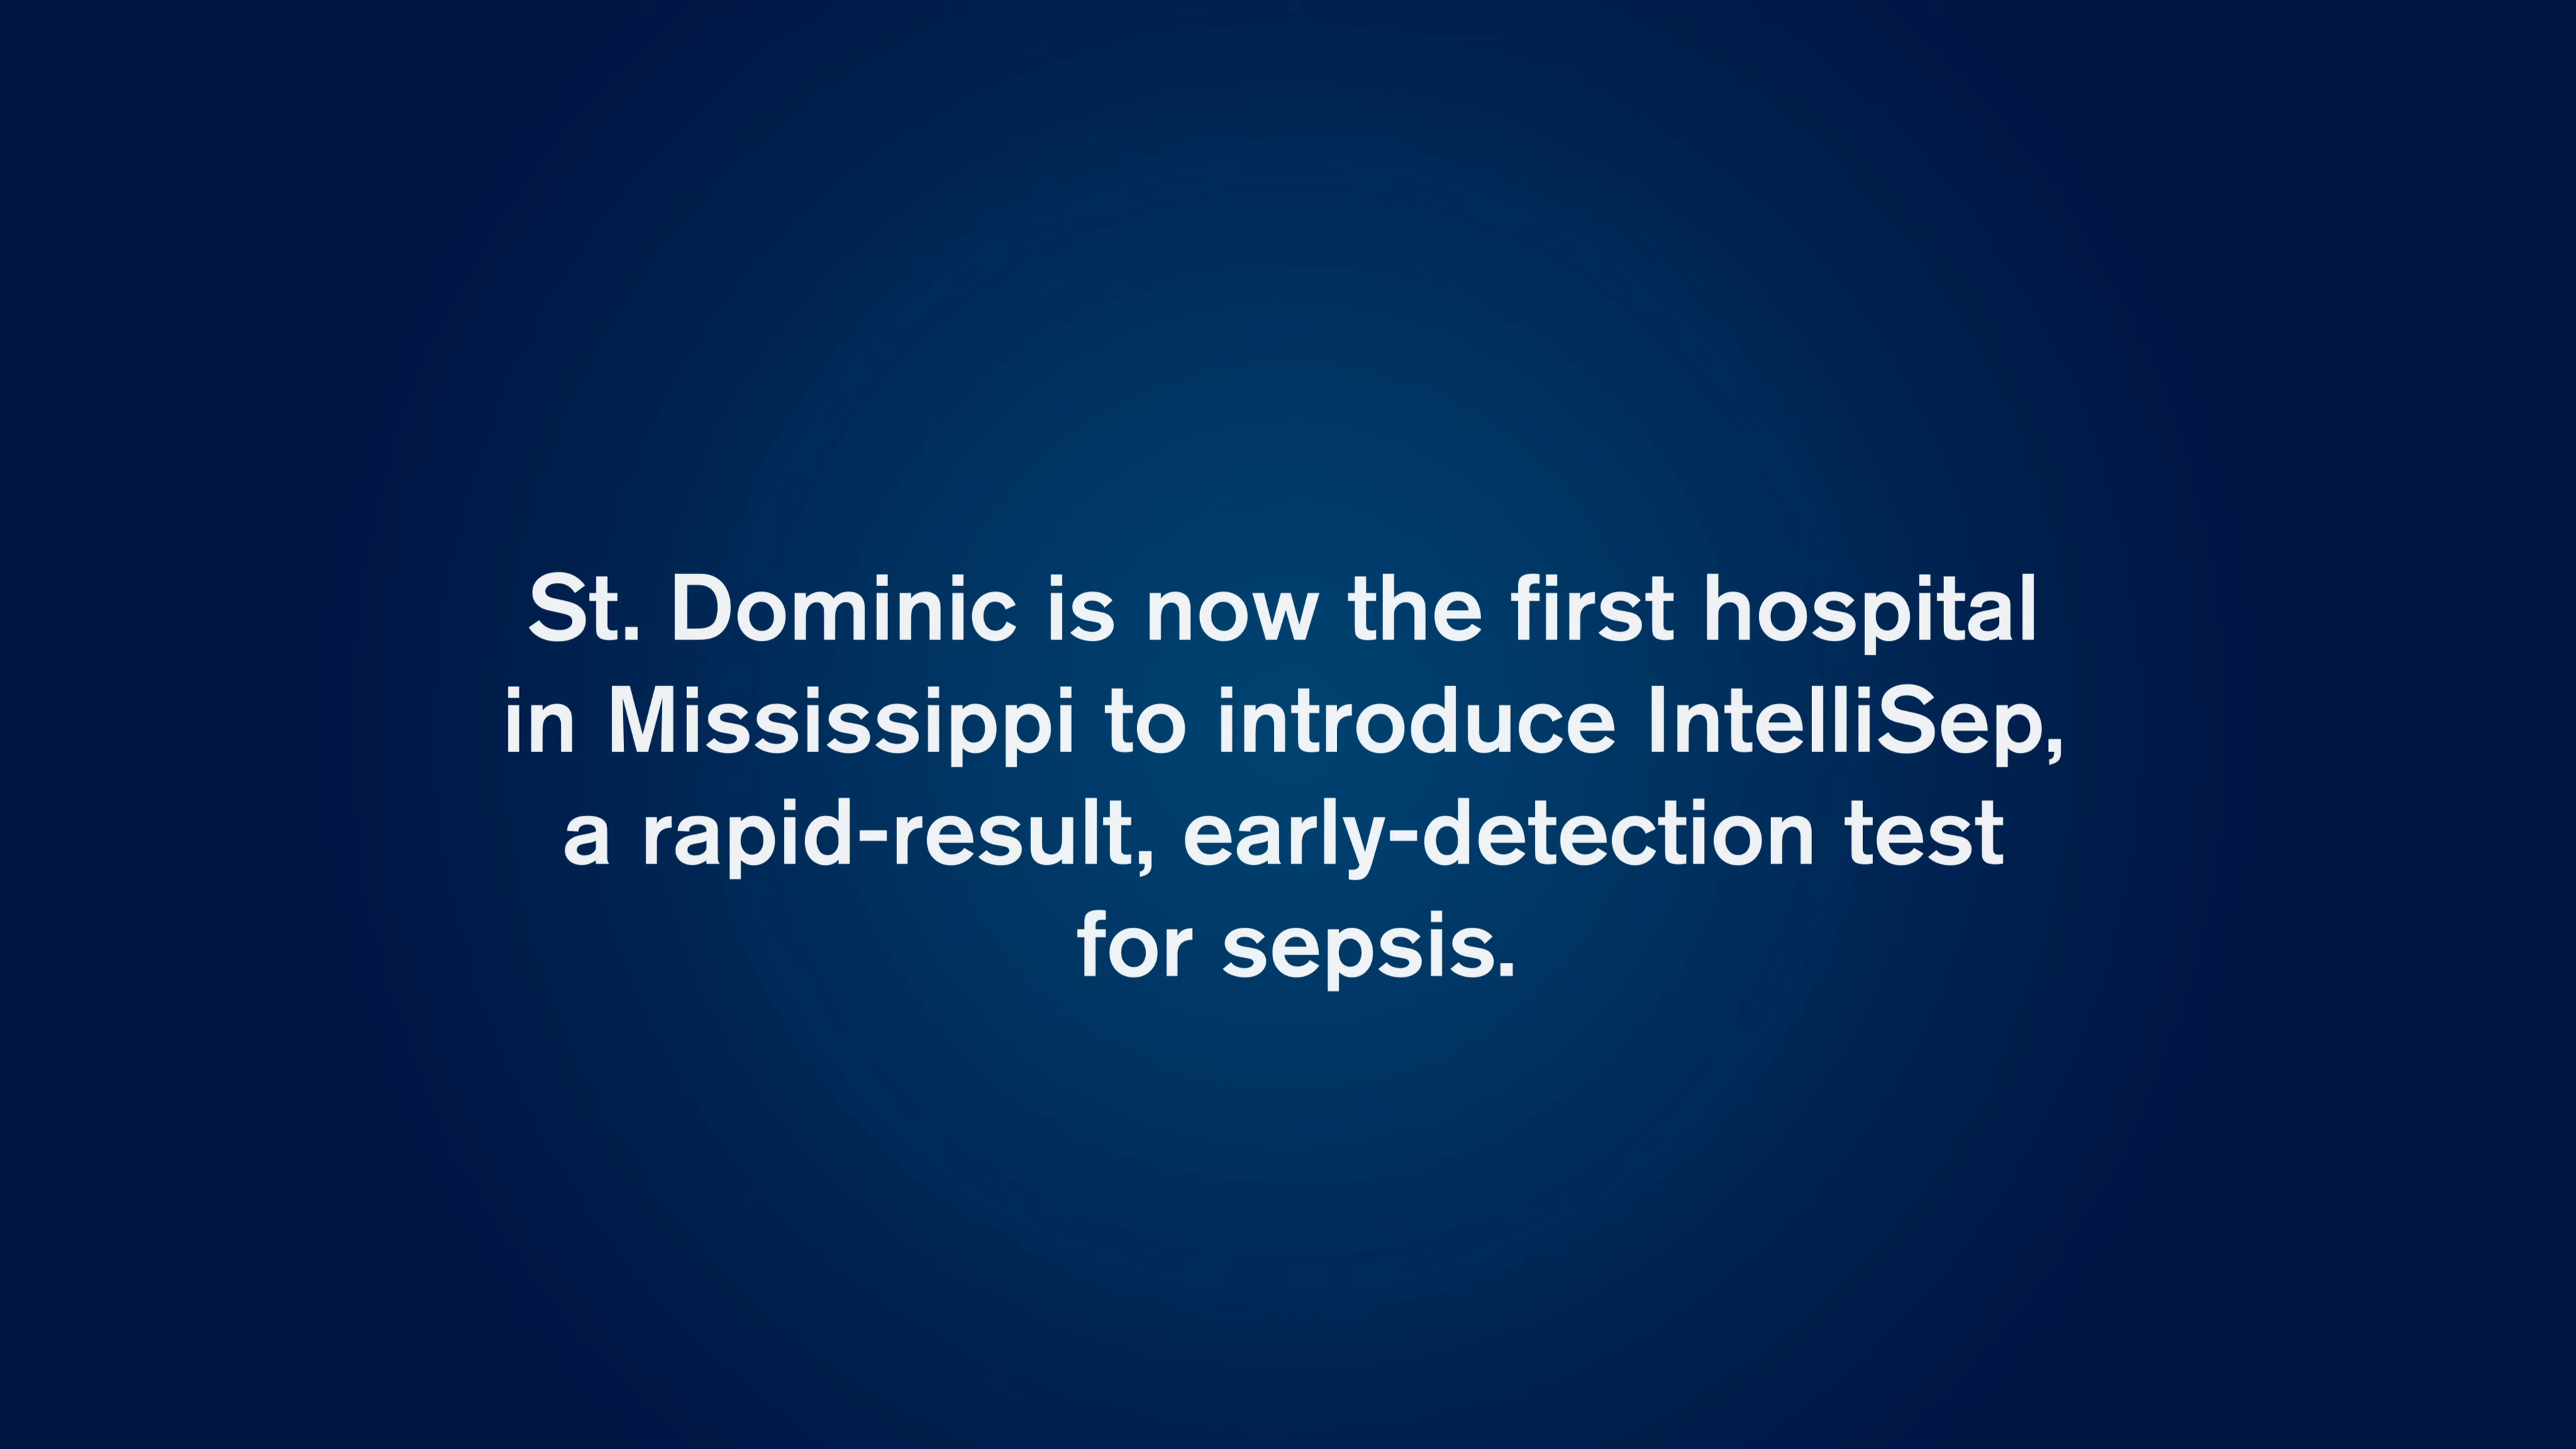 St. Dominic is now the first hospital
in Mississippi to introduce IntelliSep,
a rapid-result, early-detection test
for sepsis.